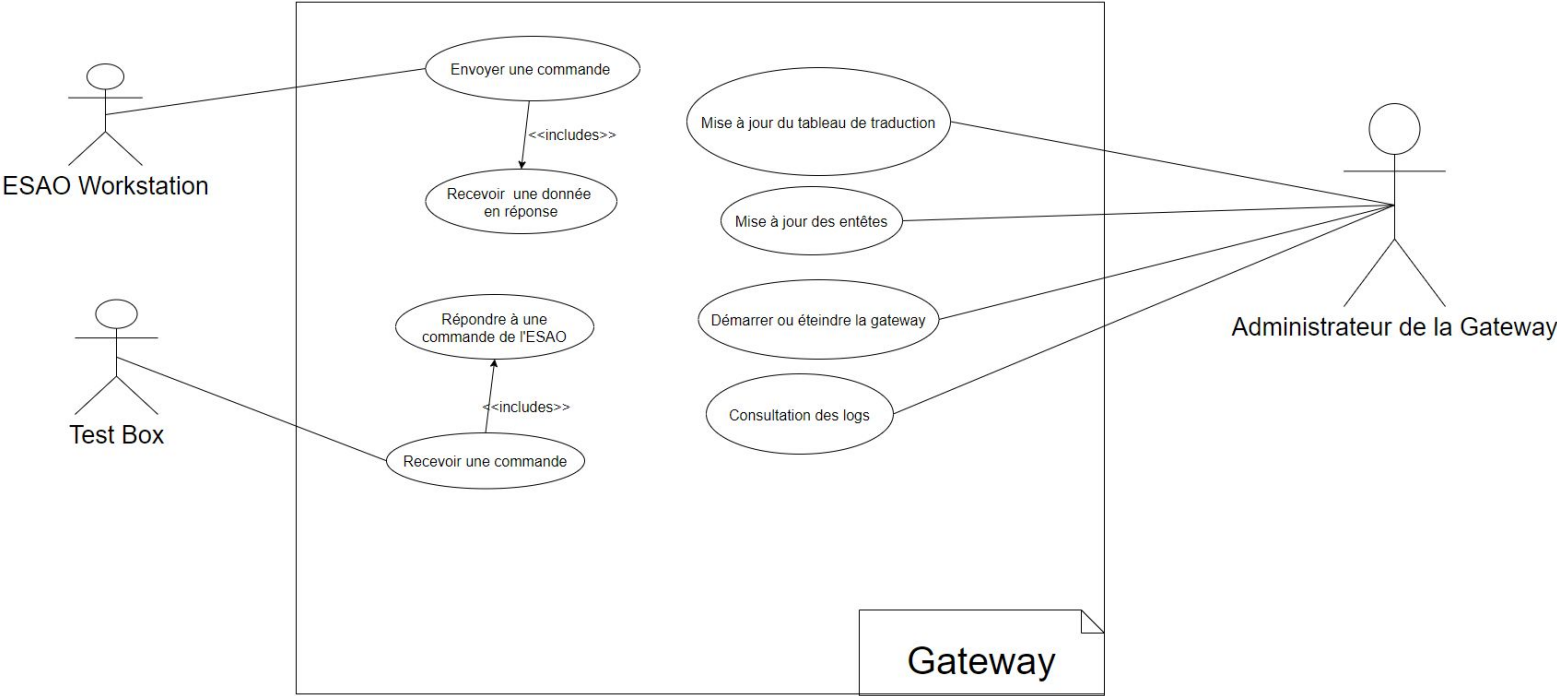 Envoyer une commande
<<includes>>
Recevoir une donnée
en réponse
ESAO Workstation
Mise à jour du tableau de traduction
Mise à jour des entêtes
Répondre à une
commande de l'ESAO
<<includes>>
Recevoir une commande
Test Box
Démarrer ou éteindre la gateway
Consultation des logs
Administrateur de la Gateway
Gateway